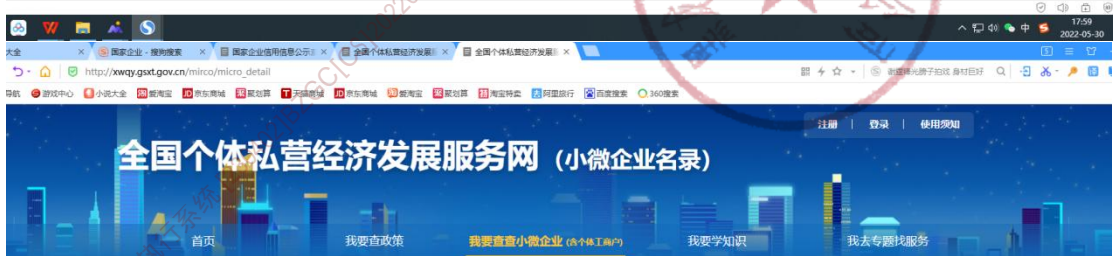 中
17:59
2022-05-30
大全
国家企业 - 搜狗搜索
国家企业信用信息公示
全国个体私营经济发展
全国个体私营经济发展
http://xwqy.gsxt.gov.cn/mirco/micro_detail
导航 游戏中心 小说大全 爱淘宝 京东商城 聚划算 天猫商城 京东商城 爱淘宝 聚划算 淘宝特卖 阿里旅行 百度搜索 360搜索
注册 | 登录 | 使用须知
全国个体私营经济发展服务网 (小微企业名录)
首页 我要查政策 我要查查小微企业 (含个体工商户) 我要学知识 我去专题找服务